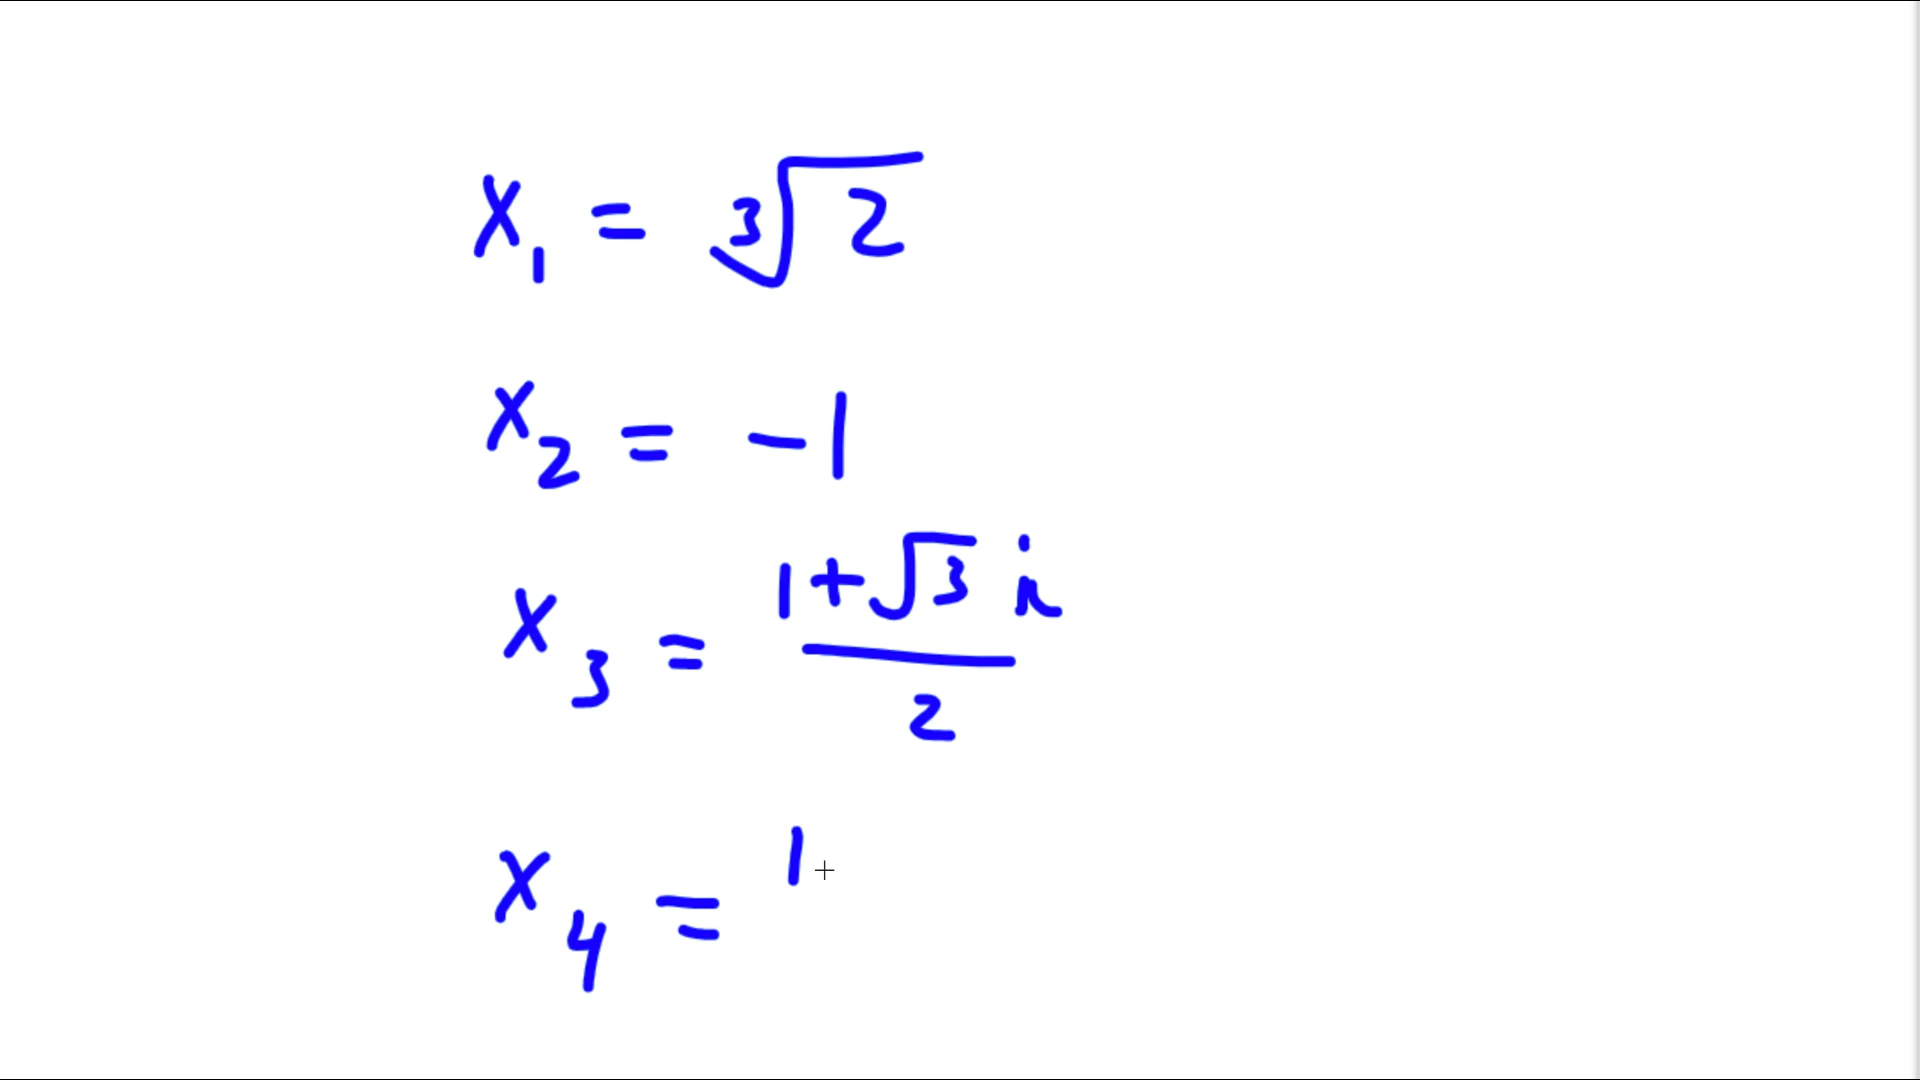 x₁ = ∛2
x₂ = -1
x₃ = (1+√3 i)/2
x₄ = 1